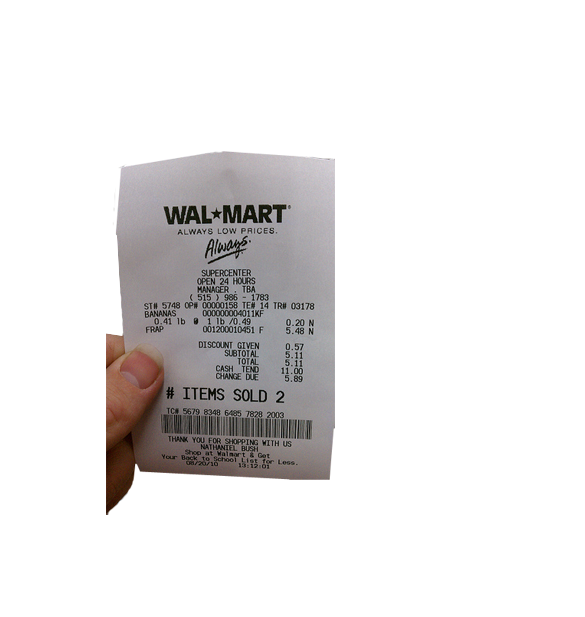 WAL★MART®
ALWAYS LOW PRICES.
Always.
SUPERCENTER
OPEN 24 HOURS
MANAGER . TBA
( 515 ) 986 - 1783
ST# 5748 OP# 00000158 TE# 14 TR# 03178
BANANAS 000000004011KF
0.41 lb @ 1 lb /0.49 0.20 N
FRAP 001200010451 F 5.48 N
DISCOUNT GIVEN 0.57
SUBTOTAL 5.11
TOTAL 5.11
CASH TEND 11.00
CHANGE DUE 5.89
# ITEMS SOLD 2
TC# 5679 8348 6485 7828 2003
THANK YOU FOR SHOPPING WITH US
NATHANIEL BUSH
Shop at Walmart & Get
Your Back to School List for Less.
08/20/10 13:12:01